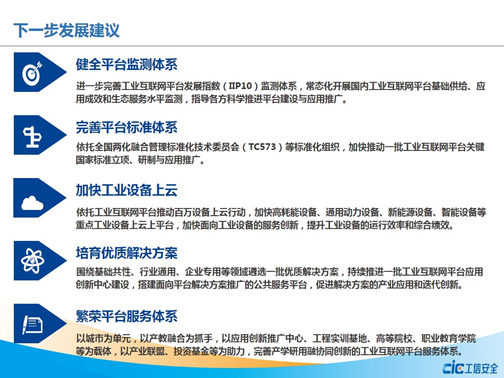 下一步发展建议
健全平台监测体系
进一步完善工业互联网平台发展指数（IIP10）监测体系，常态化开展国内工业互联网平台基础供给、应
用成效和生态服务水平监测，指导各方科学推进平台建设与应用推广。
完善平台标准体系
依托全国两化融合管理标准化技术委员会（TC573）等标准化组织，加快推动一批工业互联网平台关键
国家标准立项、研制与应用推广。
加快工业设备上云
依托工业互联网平台推动百万设备上云行动，加快高耗能设备、通用动力设备、新能源设备、智能设备等
重点工业设备上云上平台，加快面向工业设备的服务创新，提升工业设备的运行效率和综合绩效。
培育优质解决方案
围绕基础共性、行业通用、企业专用等领域遴选一批优质解决方案，持续推进一批工业互联网平台应用
创新中心建设，搭建面向平台解决方案推广的公共服务平台，促进解决方案的产业应用和迭代创新。
繁荣平台服务体系
以城市为单元，以产教融合为抓手，以应用创新推广中心、工程实训基地、高等院校、职业教育学院
等为载体，以产业联盟、投资基金等为助力，完善产学研用融协同创新的工业互联网平台服务体系。
CIC工信安全